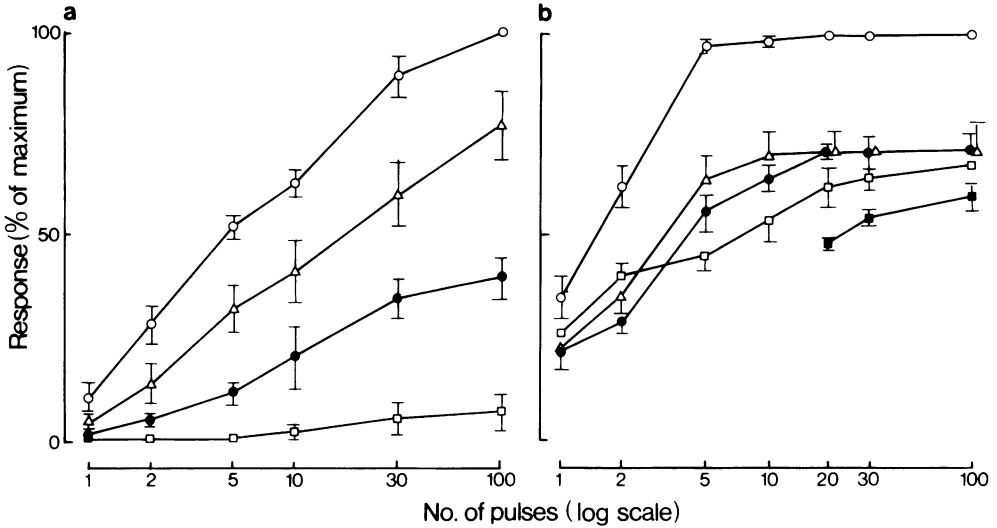 a
b
100
50
0
Response (% of maximum)
1 2 5 10 30 100
1 2 5 10 20 30 100
No. of pulses (log scale)